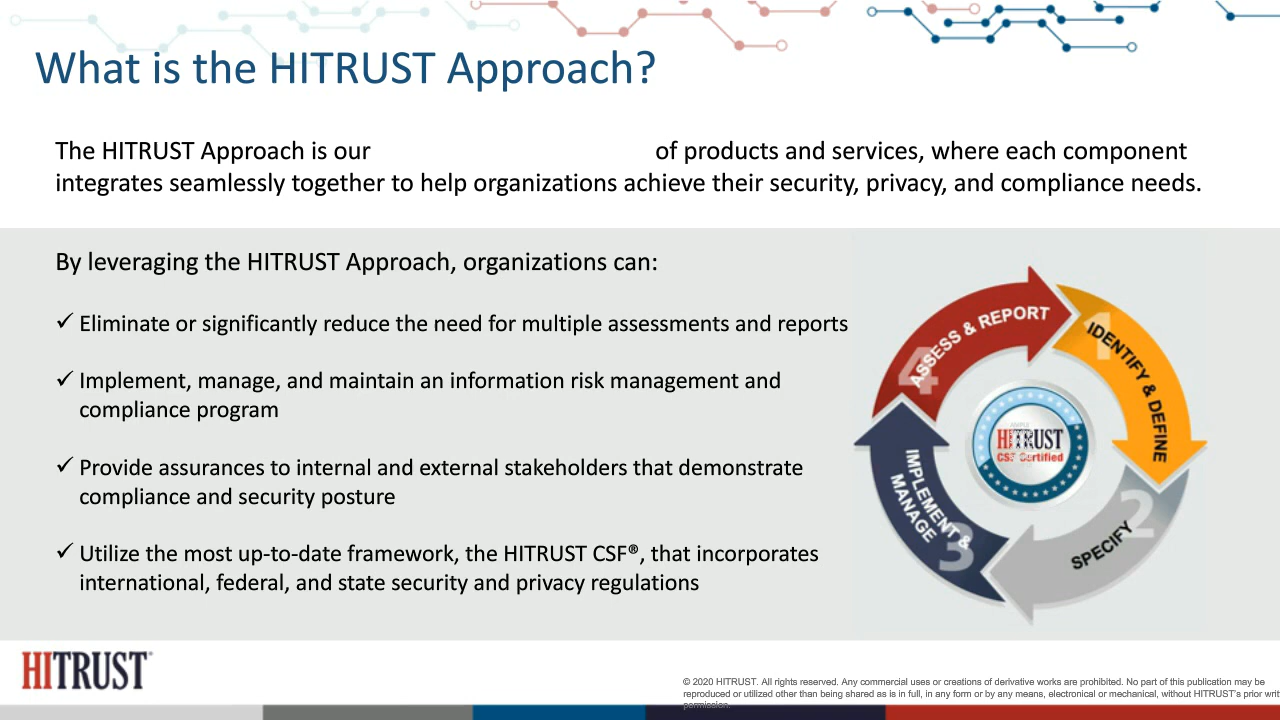 What is the HITRUST Approach?
The HITRUST Approach is our of products and services, where each component
integrates seamlessly together to help organizations achieve their security, privacy, and compliance needs.
By leveraging the HITRUST Approach, organizations can:
✓ Eliminate or significantly reduce the need for multiple assessments and reports
✓ Implement, manage, and maintain an information risk management and
compliance program
✓ Provide assurances to internal and external stakeholders that demonstrate
compliance and security posture
✓ Utilize the most up-to-date framework, the HITRUST CSF®, that incorporates
international, federal, and state security and privacy regulations
1
IDENTIFY & DEFINE
2
SPECIFY
3
IMPLEMENT &
MANAGE
4
ASSESS & REPORT
HITRUST
CSF Certified
HITRUST
© 2020 HITRUST. All rights reserved. Any commercial uses or creations of derivative works are prohibited. No part of this publication may be
reproduced or utilized other than being shared as is in full, in any form or by any means, electronical or mechanical, without HITRUST's prior writ
permission.